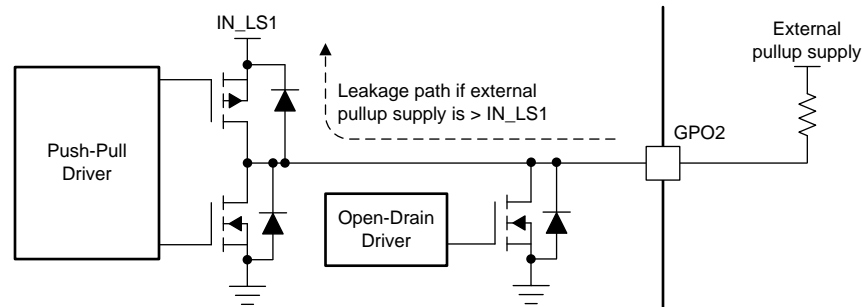 IN_LS1
External
pullup supply
Leakage path if external
pullup supply is > IN_LS1
GPO2
Push-Pull
Driver
Open-Drain
Driver